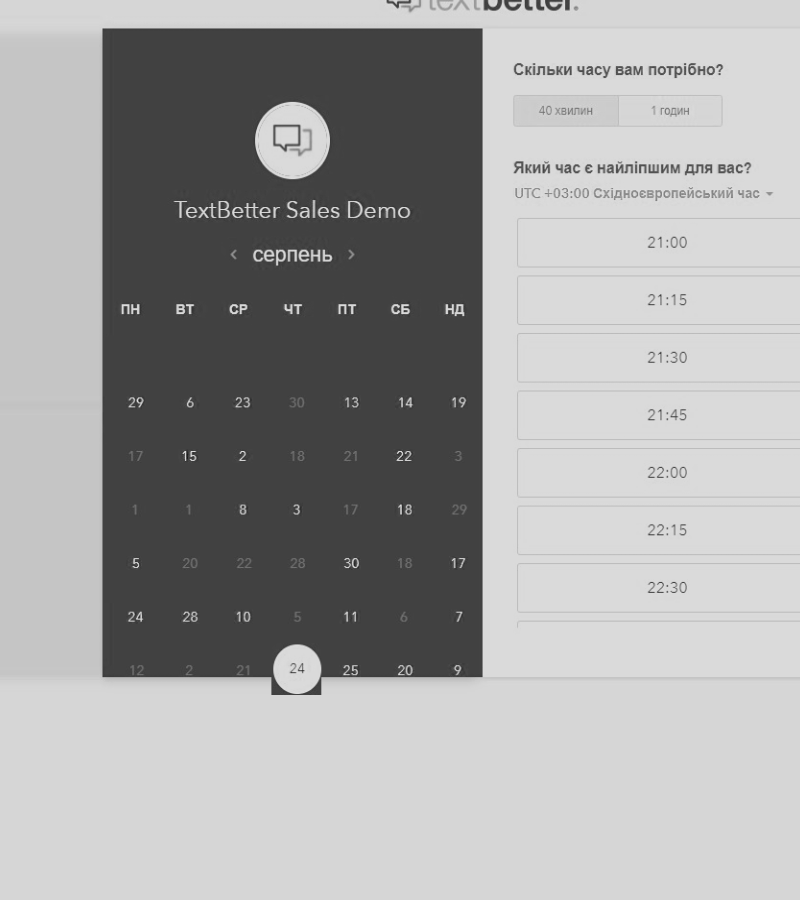 textbetter.
TextBetter Sales Demo
‹ серпень ›
ПН ВТ СР ЧТ ПТ СБ НД
29 6 23 30 13 14 19
17 15 2 18 21 22 3
1 1 8 3 17 18 29
5 20 22 28 30 18 17
24 28 10 5 11 6 7
12 2 21 24 25 20 9
Скільки часу вам потрібно?
40 хвилин 1 годин
Який час є найліпшим для вас?
UTC +03:00 Східноєвропейський час
21:00
21:15
21:30
21:45
22:00
22:15
22:30